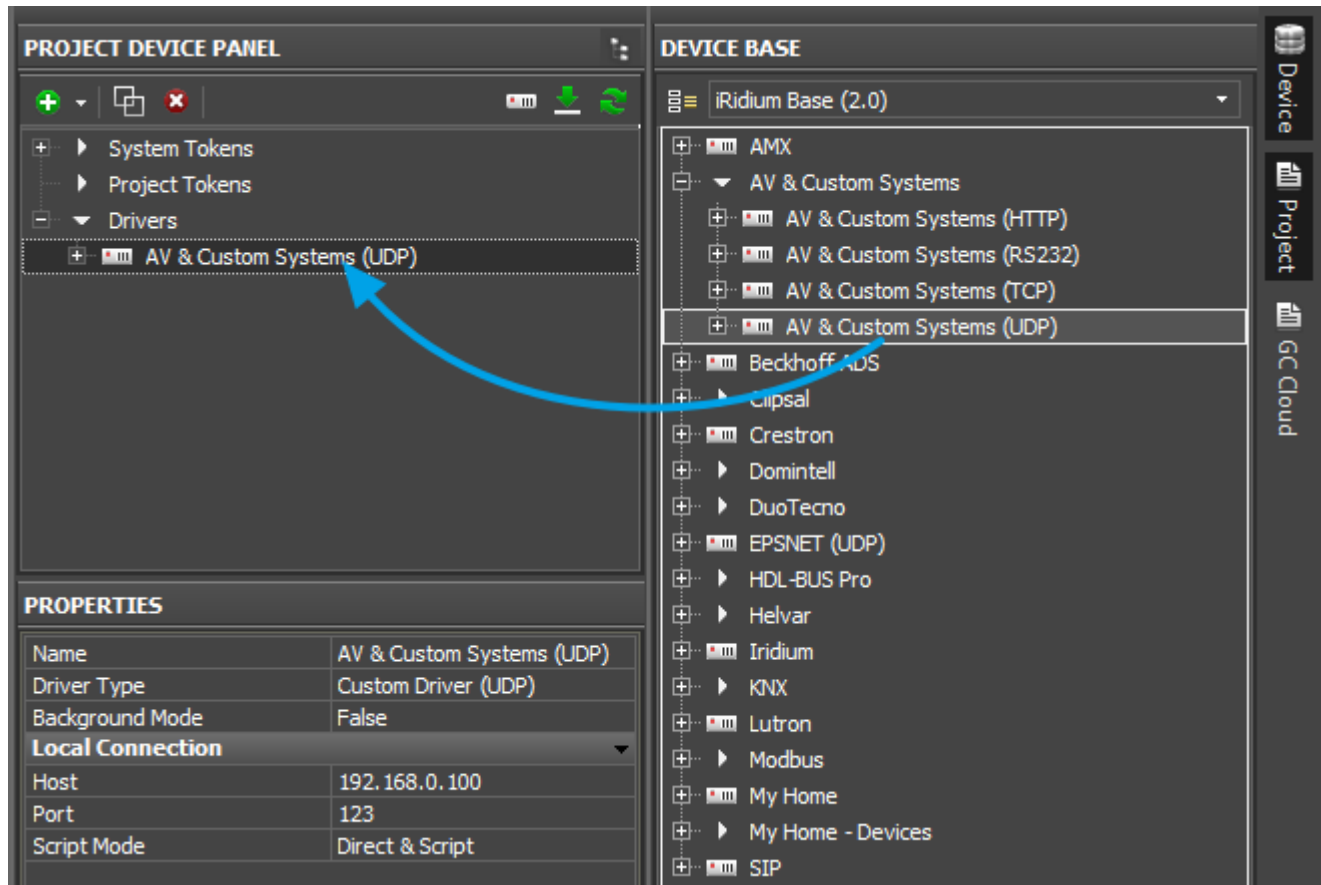 PROJECT DEVICE PANEL
System Tokens
Project Tokens
Drivers
AV & Custom Systems (UDP)
PROPERTIES
Name AV & Custom Systems (UDP)
Driver Type Custom Driver (UDP)
Background Mode False
Local Connection
Host 192.168.0.100
Port 123
Script Mode Direct & Script
DEVICE BASE
iRidium Base (2.0)
AMX
AV & Custom Systems
AV & Custom Systems (HTTP)
AV & Custom Systems (RS232)
AV & Custom Systems (TCP)
AV & Custom Systems (UDP)
Beckhoff ADS
Clipsal
Crestron
Domintell
DuoTecno
EPSNET (UDP)
HDL-BUS Pro
Helvar
Iridium
KNX
Lutron
Modbus
My Home
My Home - Devices
SIP
Device
Project
GC Cloud